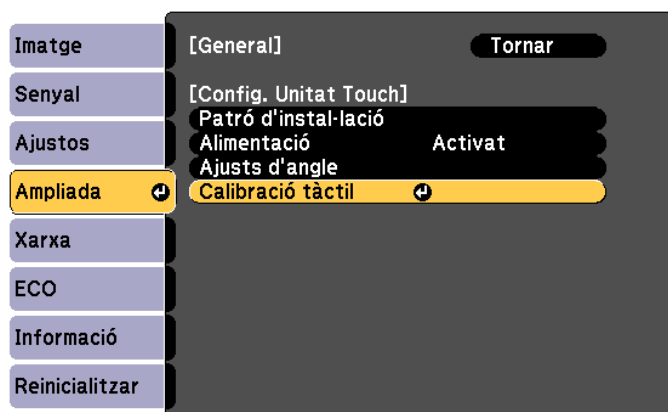 Imatge
Senyal
Ajustos
Ampliada
Xarxa
ECO
Informació
Reinicialitzar
[General] Tornar
[Config. Unitat Touch]
Patró d'instal·lació
Alimentació Activat
Ajusts d'angle
Calibració tàctil